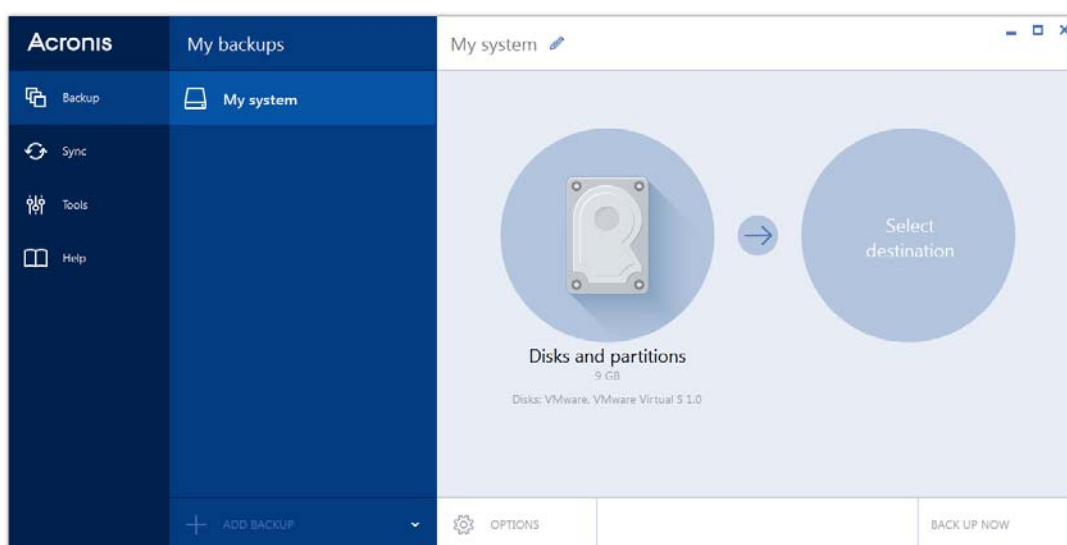 Acronis
Backup
Sync
Tools
Help
My backups
My system
ADD BACKUP
My system
Disks and partitions
9 GB
Disks: VMware, VMware Virtual S 1.0
Select
destination
OPTIONS
BACK UP NOW